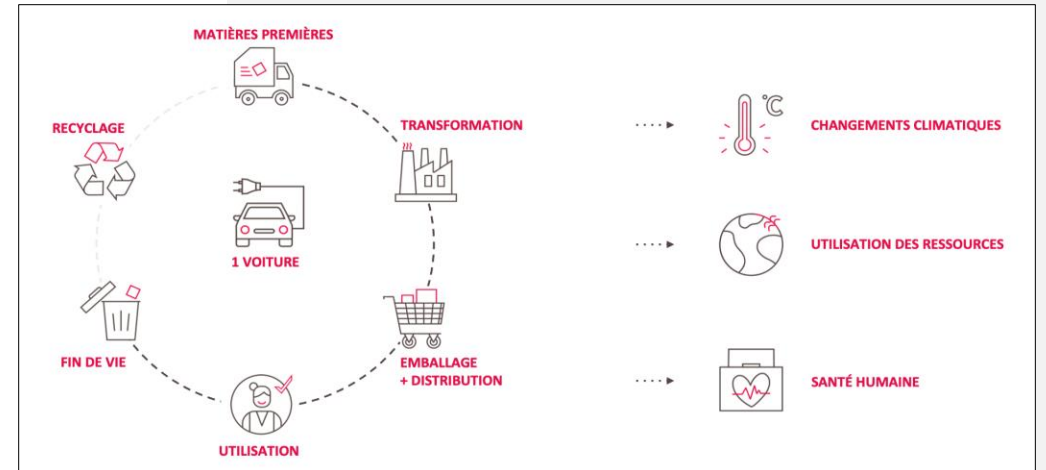 MATIÈRES PREMIÈRES
RECYCLAGE
TRANSFORMATION
1 VOITURE
FIN DE VIE
EMBALLAGE
+ DISTRIBUTION
UTILISATION
°C
CHANGEMENTS CLIMATIQUES
UTILISATION DES RESSOURCES
SANTÉ HUMAINE